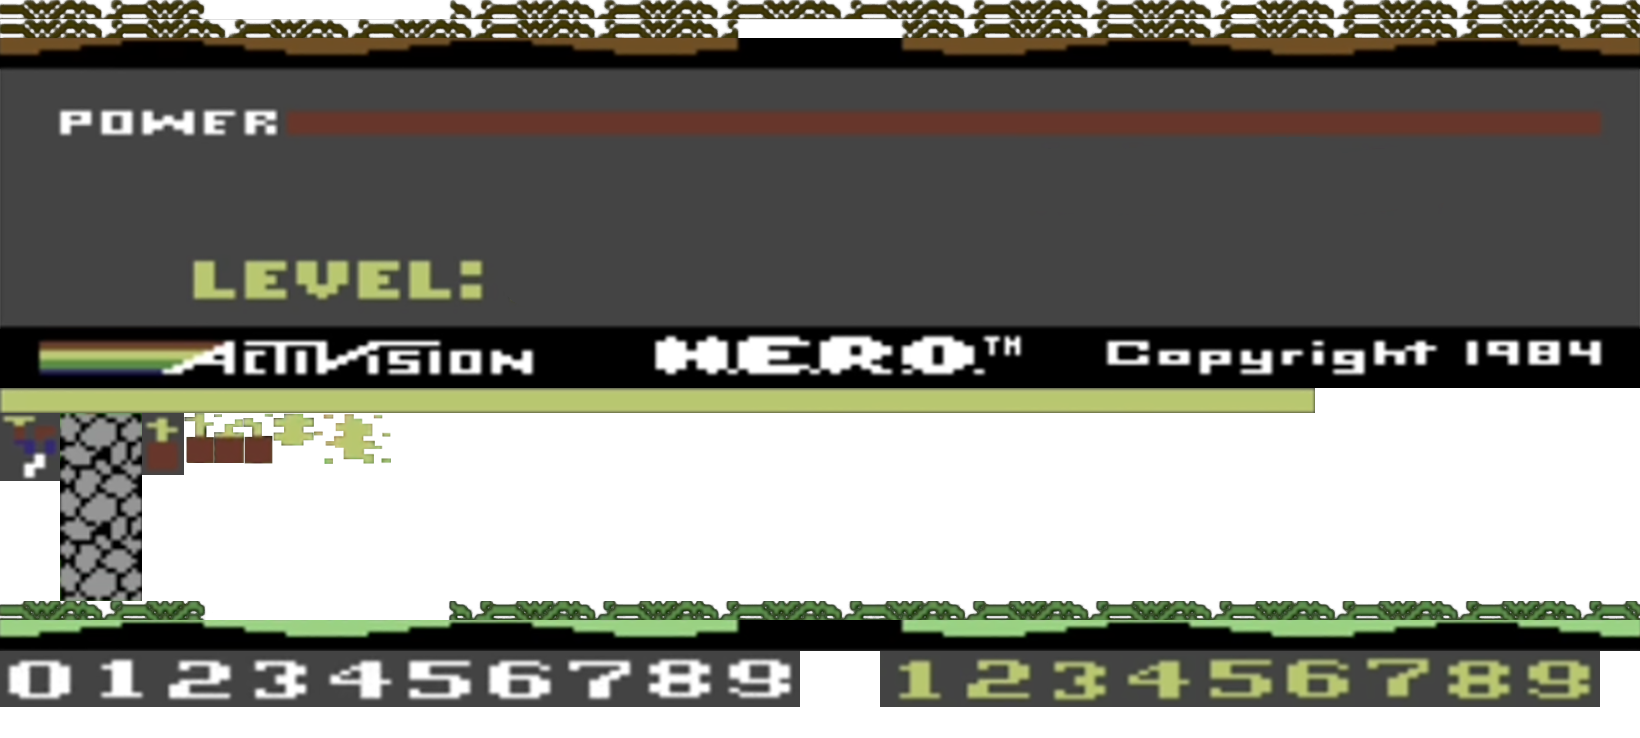 POWER
LEVEL:
ACTIVISION H.E.R.O.™ Copyright 1984
0 1 2 3 4 5 6 7 8 9 1 2 3 4 5 6 7 8 9